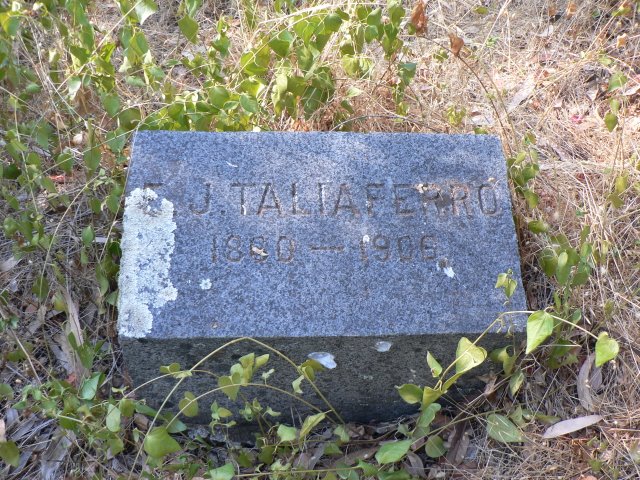 E. J. TALIAFERRO
1860 — 1906